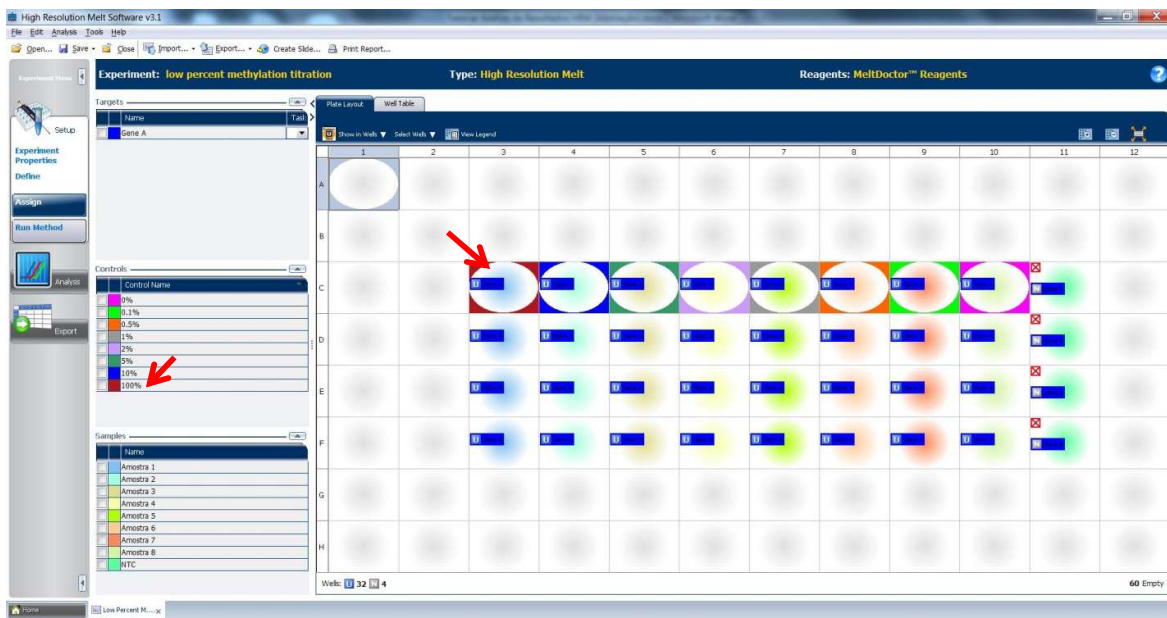 High Resolution Melt Software v3.1
File Edit Analysis Tools Help
Open... Save Close Import... Export... Create Slide... Print Report...
Experiment Menu
Experiment: low percent methylation titration Type: High Resolution Melt Reagents: MeltDoctor™ Reagents
Setup
Experiment
Properties
Define
Assign
Run Method
Analysis
Export
Targets
Name Task
Gene A
Controls
Control Name
0%
0.1%
0.5%
1%
2%
5%
10%
100%
Samples
Name
Amostra 1
Amostra 2
Amostra 3
Amostra 4
Amostra 5
Amostra 6
Amostra 7
Amostra 8
NTC
Plate Layout Well Table
Show in Wells Select Wells View Legend
1 2 3 4 5 6 7 8 9 10 11 12
A
B
C U U U U U U U U N
D U U U U U U U U N
E U U U U U U U U N
F U U U U U U U U N
G
H
Wells: U 32 N 4 60 Empty
Home Low Percent M.... x